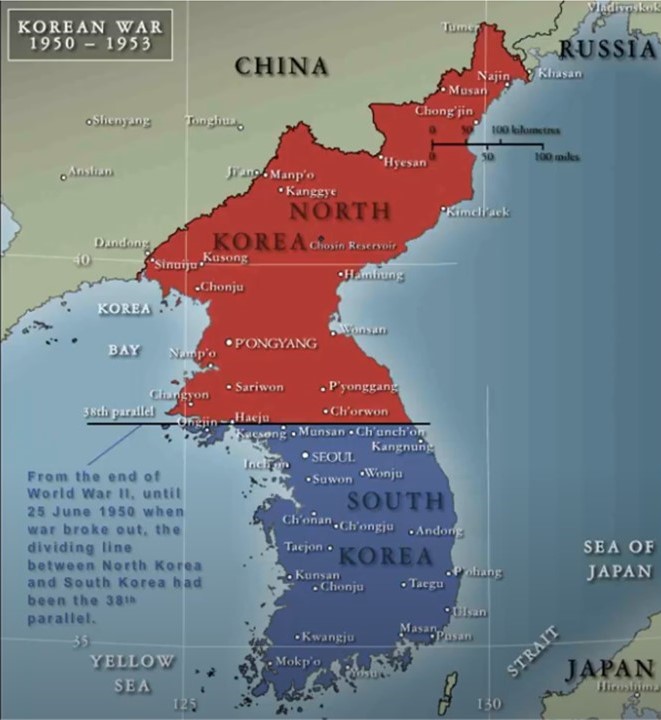 KOREAN WAR
1950 – 1953
Vladivostok
Tumen
RUSSIA
CHINA
Najin
Khasan
Musan
Chong'jin
Shenyang
Tonghua
0 50 100 kilometres
0 50 100 miles
Hyesan
Anshan
Ji'an
Manp'o
Kanggye
NORTH
KOREA
Kimch'aek
Chosin Reservoir
Dandong
40
Sinuiju
Kusong
Hamhung
Chonju
KOREA
BAY
Wonsan
P'ONGYANG
Namp'o
Sariwon
P'yonggang
Changyon
38th parallel
Ch'orwon
Ongjin
Haeju
Kaesong
Munsan
Ch'unch'on
Kangnung
SEOUL
Inch'on
Wonju
Suwon
From the end of
World War II, until
25 June 1950 when
war broke out, the
dividing line
between North Korea
and South Korea had
been the 38th
parallel.
SOUTH
KOREA
Ch'onan
Ch'ongju
Andong
Taejon
SEA OF
JAPAN
P'ohang
Kunsan
Chonju
Taegu
Ulsan
Masan
Pusan
Kwangju
35
STRAIT
YELLOW
SEA
Mokp'o
Yosu
JAPAN
Hiroshima
125
130